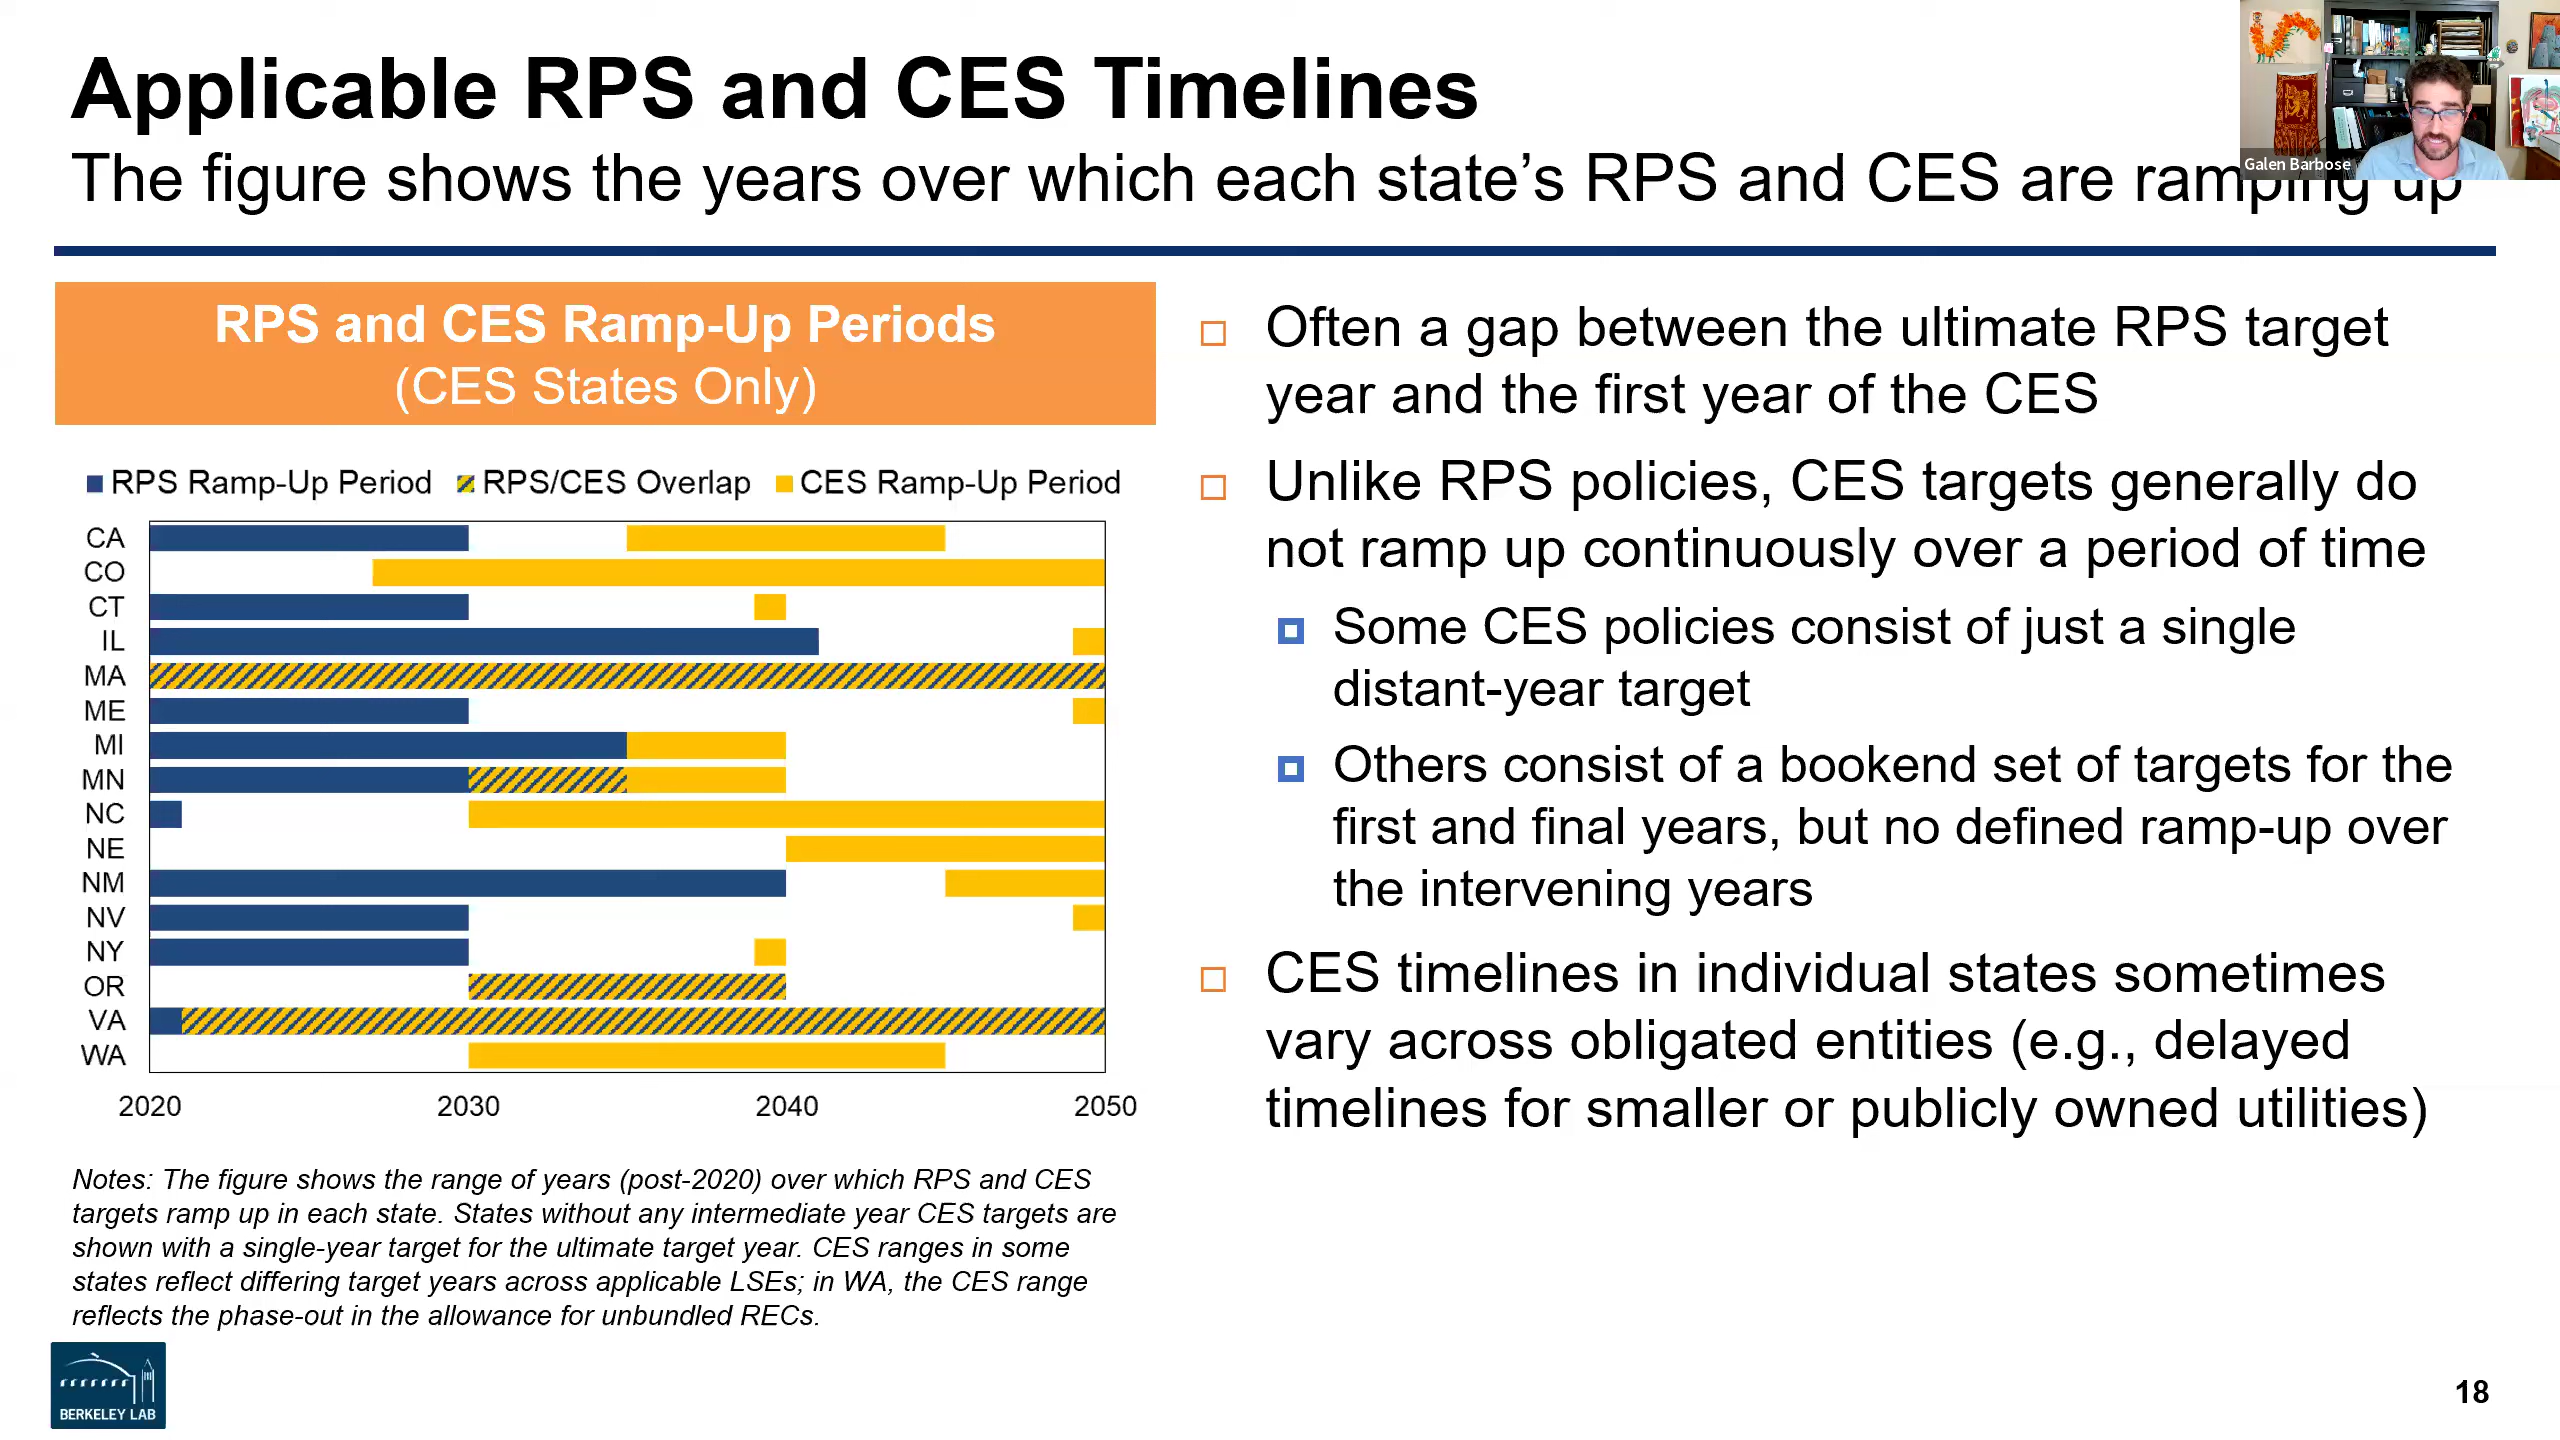 Applicable RPS and CES Timelines
The figure shows the years over which each state’s RPS and CES are ramping up
Galen Barbose
RPS and CES Ramp-Up Periods
(CES States Only)
RPS Ramp-Up Period RPS/CES Overlap CES Ramp-Up Period
CA
CO
CT
IL
MA
ME
MI
MN
NC
NE
NM
NV
NY
OR
VA
WA
2020 2030 2040 2050
Notes: The figure shows the range of years (post-2020) over which RPS and CES
targets ramp up in each state. States without any intermediate year CES targets are
shown with a single-year target for the ultimate target year. CES ranges in some
states reflect differing target years across applicable LSEs; in WA, the CES range
reflects the phase-out in the allowance for unbundled RECs.
Often a gap between the ultimate RPS target
year and the first year of the CES
Unlike RPS policies, CES targets generally do
not ramp up continuously over a period of time
Some CES policies consist of just a single
distant-year target
Others consist of a bookend set of targets for the
first and final years, but no defined ramp-up over
the intervening years
CES timelines in individual states sometimes
vary across obligated entities (e.g., delayed
timelines for smaller or publicly owned utilities)
BERKELEY LAB
18